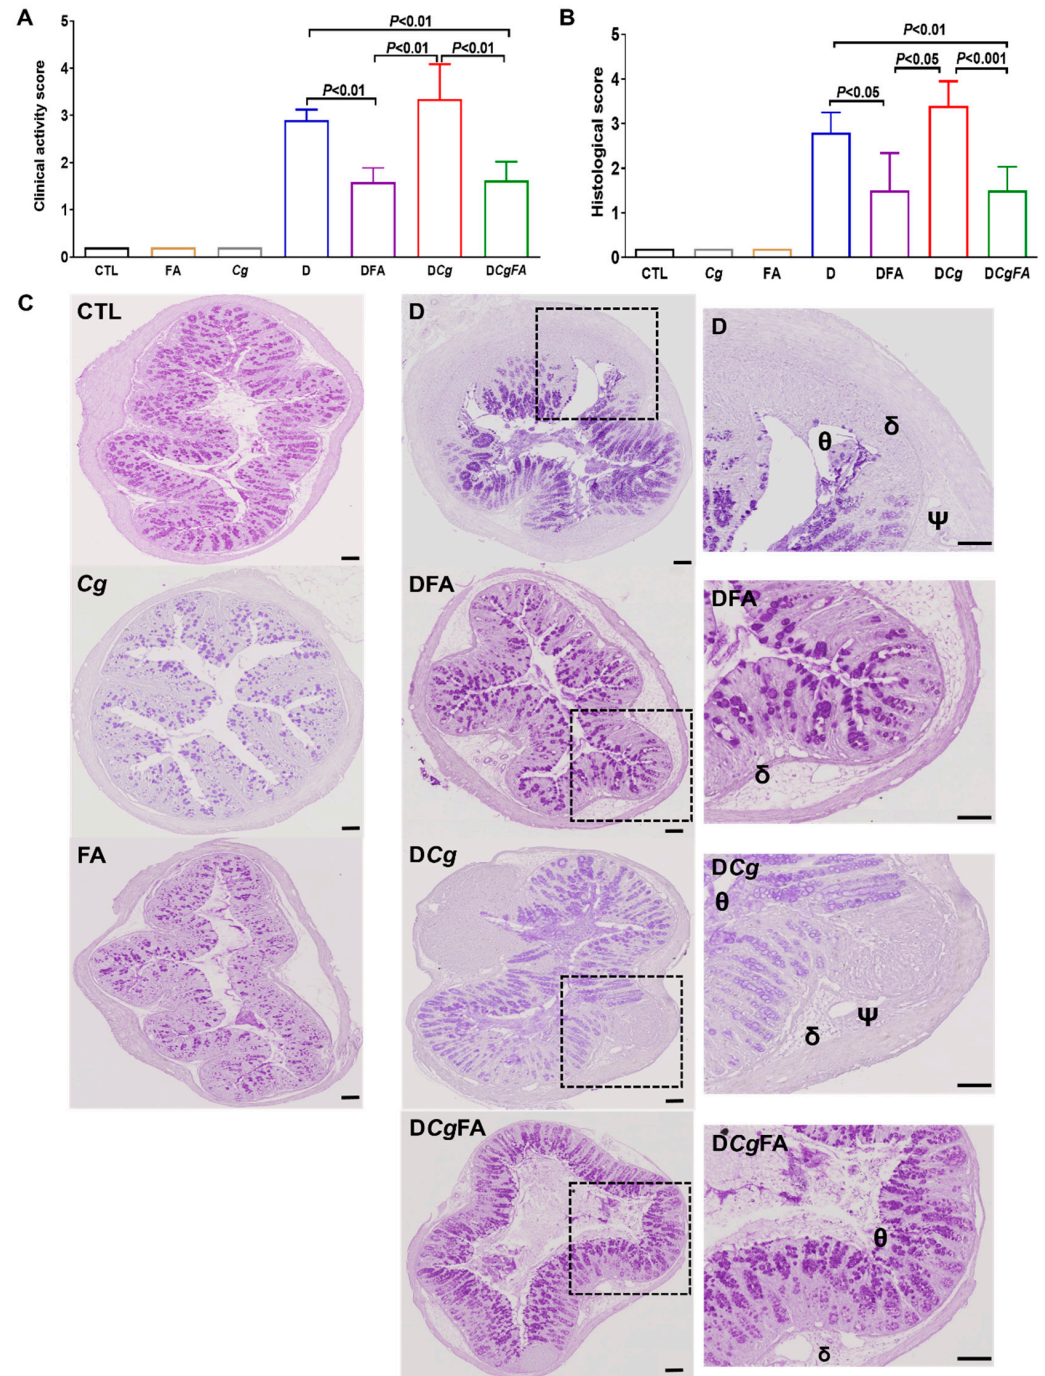 A
Clinical activity score
5
4
3
2
1
0
P<0.01
P<0.01
P<0.01
P<0.01
CTL FA Cg D DFA DCg DCgFA
B
Histological score
5
4
3
2
1
0
P<0.01
P<0.05
P<0.001
P<0.05
CTL Cg FA D DFA DCg DCgFA
C
CTL
D
D
θ
δ
Ψ
Cg
DFA
DFA
δ
FA
DCg
DCg
θ
Ψ
δ
DCgFA
DCgFA
θ
δ